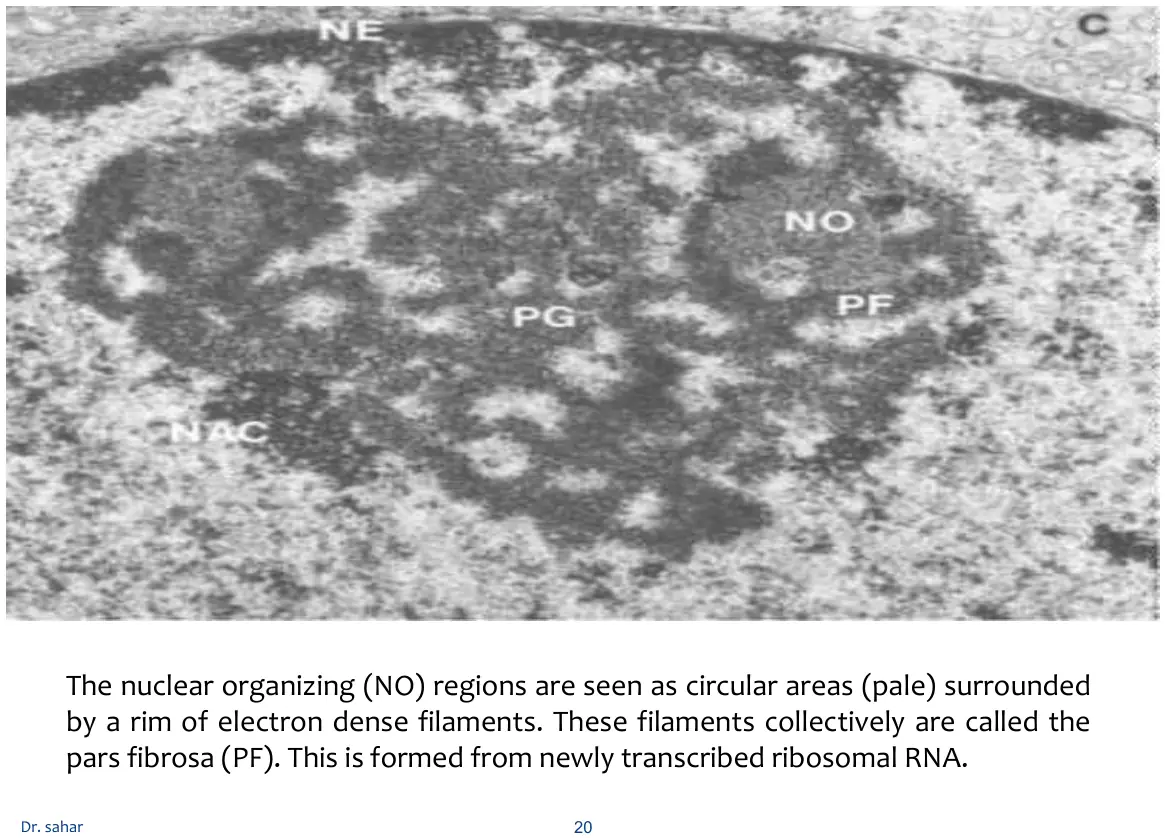 NE
C
NO
PF
PG
NAC
The nuclear organizing (NO) regions are seen as circular areas (pale) surrounded
by a rim of electron dense filaments. These filaments collectively are called the
pars fibrosa (PF). This is formed from newly transcribed ribosomal RNA.
Dr. sahar
20